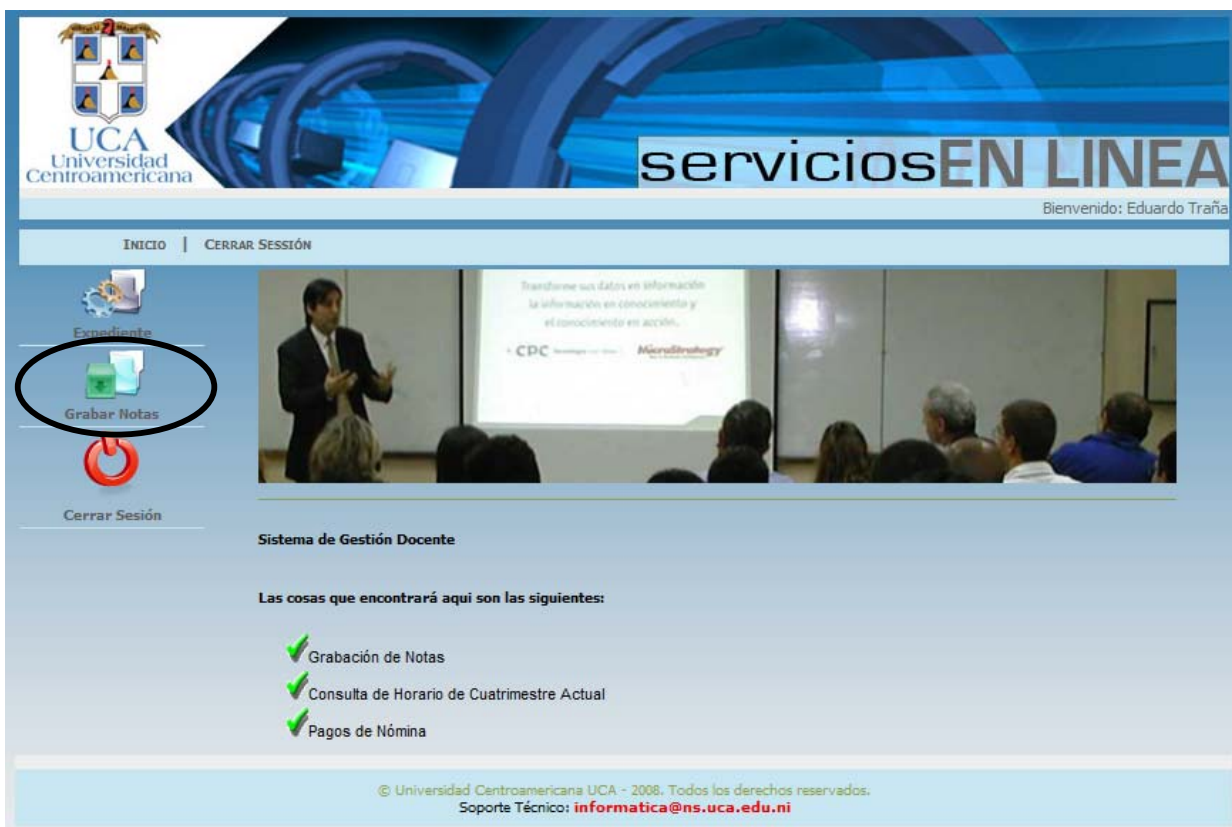 UCA
Universidad
Centroamericana
serviciosEN LINEA
Bienvenido: Eduardo Traña
INICIO | CERRAR SESSIÓN
Expediente
Grabar Notas
Cerrar Sesión
Transforme sus datos en información
la información en conocimiento y
el conocimiento en acción.
CPC
MicroStrategy
Sistema de Gestión Docente
Las cosas que encontrará aqui son las siguientes:
Grabación de Notas
Consulta de Horario de Cuatrimestre Actual
Pagos de Nómina
© Universidad Centroamericana UCA - 2008. Todos los derechos reservados.
Soporte Técnico: informatica@ns.uca.edu.ni